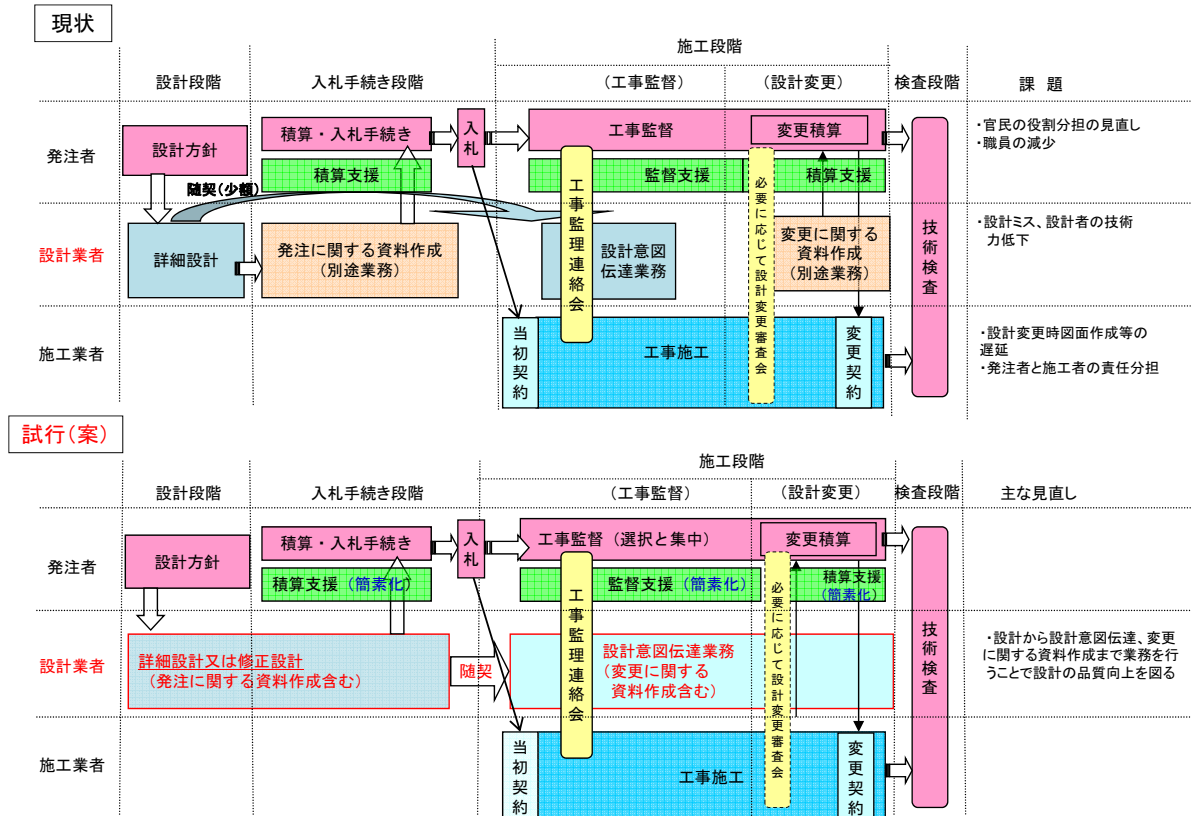 現状
施工段階
設計段階
入札手続き段階
(工事監督)
(設計変更)
検査段階
課 題
発注者
設計方針
積算・入札手続き
入札
工事監督
変更積算
・官民の役割分担の見直し
・職員の減少
積算支援
監督支援
積算支援
随契(少額)
工事監理連絡会
必要に応じて設計変更審査会
技術検査
設計業者
詳細設計
発注に関する資料作成
(別途業務)
設計意図
伝達業務
変更に関する
資料作成
(別途業務)
・設計ミス、設計者の技術
力低下
施工業者
当初契約
工事施工
変更契約
・設計変更時図面作成等の
遅延
・発注者と施工者の責任分担
試行(案)
施工段階
設計段階
入札手続き段階
(工事監督)
(設計変更)
検査段階
主な見直し
発注者
設計方針
積算・入札手続き
入札
工事監督(選択と集中)
変更積算
積算支援(簡素化)
監督支援(簡素化)
積算支援
(簡素化)
工事監理連絡会
必要に応じて設計変更審査会
技術検査
設計業者
詳細設計又は修正設計
(発注に関する資料作成含む)
随契
設計意図伝達業務
(変更に関する
資料作成含む)
・設計から設計意図伝達、変更
に関する資料作成まで業務を行
うことで設計の品質向上を図る
施工業者
当初契約
工事施工
変更契約